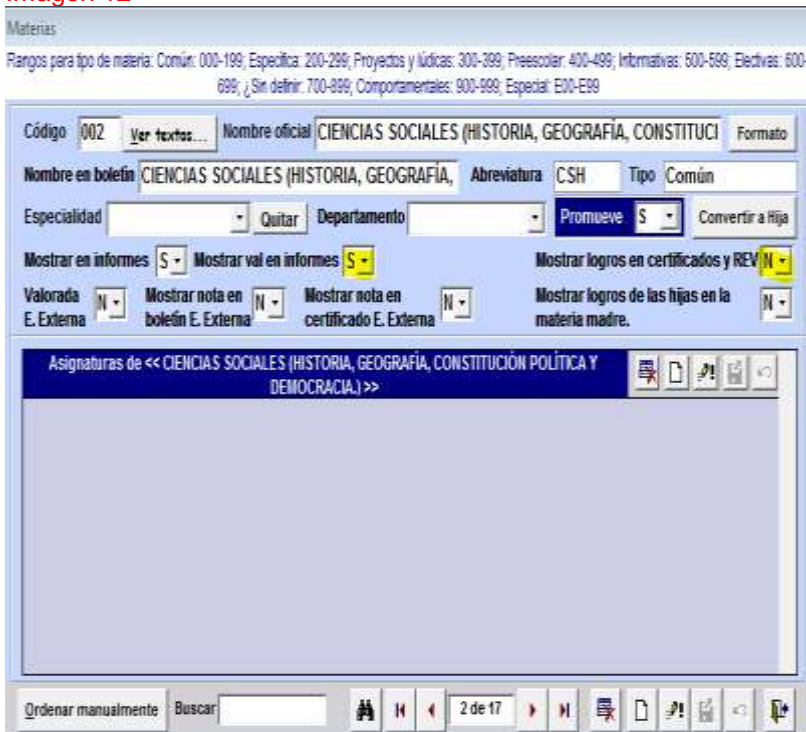 Imagen 12
Materias
Rangos para tipo de materia: Común: 000-199; Específica: 200-299; Proyectos y lúdicas: 300-399; Preescolar: 400-499; Informativas: 500-599; Electivas: 600-
699; ¿Sin definir: 700-899; Comportamentales: 900-999; Especial: E00-E99
Código 002 Ver textos... Nombre oficial CIENCIAS SOCIALES (HISTORIA, GEOGRAFÍA, CONSTITUCI Formato
Nombre en boletín CIENCIAS SOCIALES (HISTORIA, GEOGRAFÍA, Abreviatura CSH Tipo Común
Especialidad Quitar Departamento Promueve S Convertir a Hija
Mostrar en informes S Mostrar val en informes S Mostrar logros en certificados y REV N
Valorada E. Externa N Mostrar nota en boletín E. Externa N Mostrar nota en certificado E. Externa N Mostrar logros de las hijas en la materia madre. N
Asignaturas de << CIENCIAS SOCIALES (HISTORIA, GEOGRAFÍA, CONSTITUCIÓN POLÍTICA Y
DEMOCRACIA.) >>
Ordenar manualmente Buscar 2 de 17